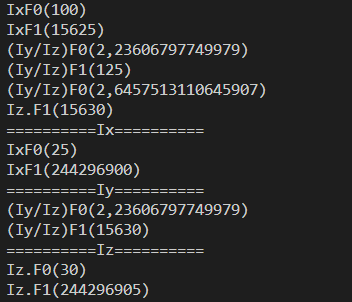 IxF0(100)
IxF1(15625)
(Iy/Iz)F0(2,23606797749979)
(Iy/Iz)F1(125)
(Iy/Iz)F0(2,6457513110645907)
Iz.F1(15630)
==========Ix==========
IxF0(25)
IxF1(244296900)
==========Iy==========
(Iy/Iz)F0(2,23606797749979)
(Iy/Iz)F1(15630)
==========Iz==========
Iz.F0(30)
Iz.F1(244296905)